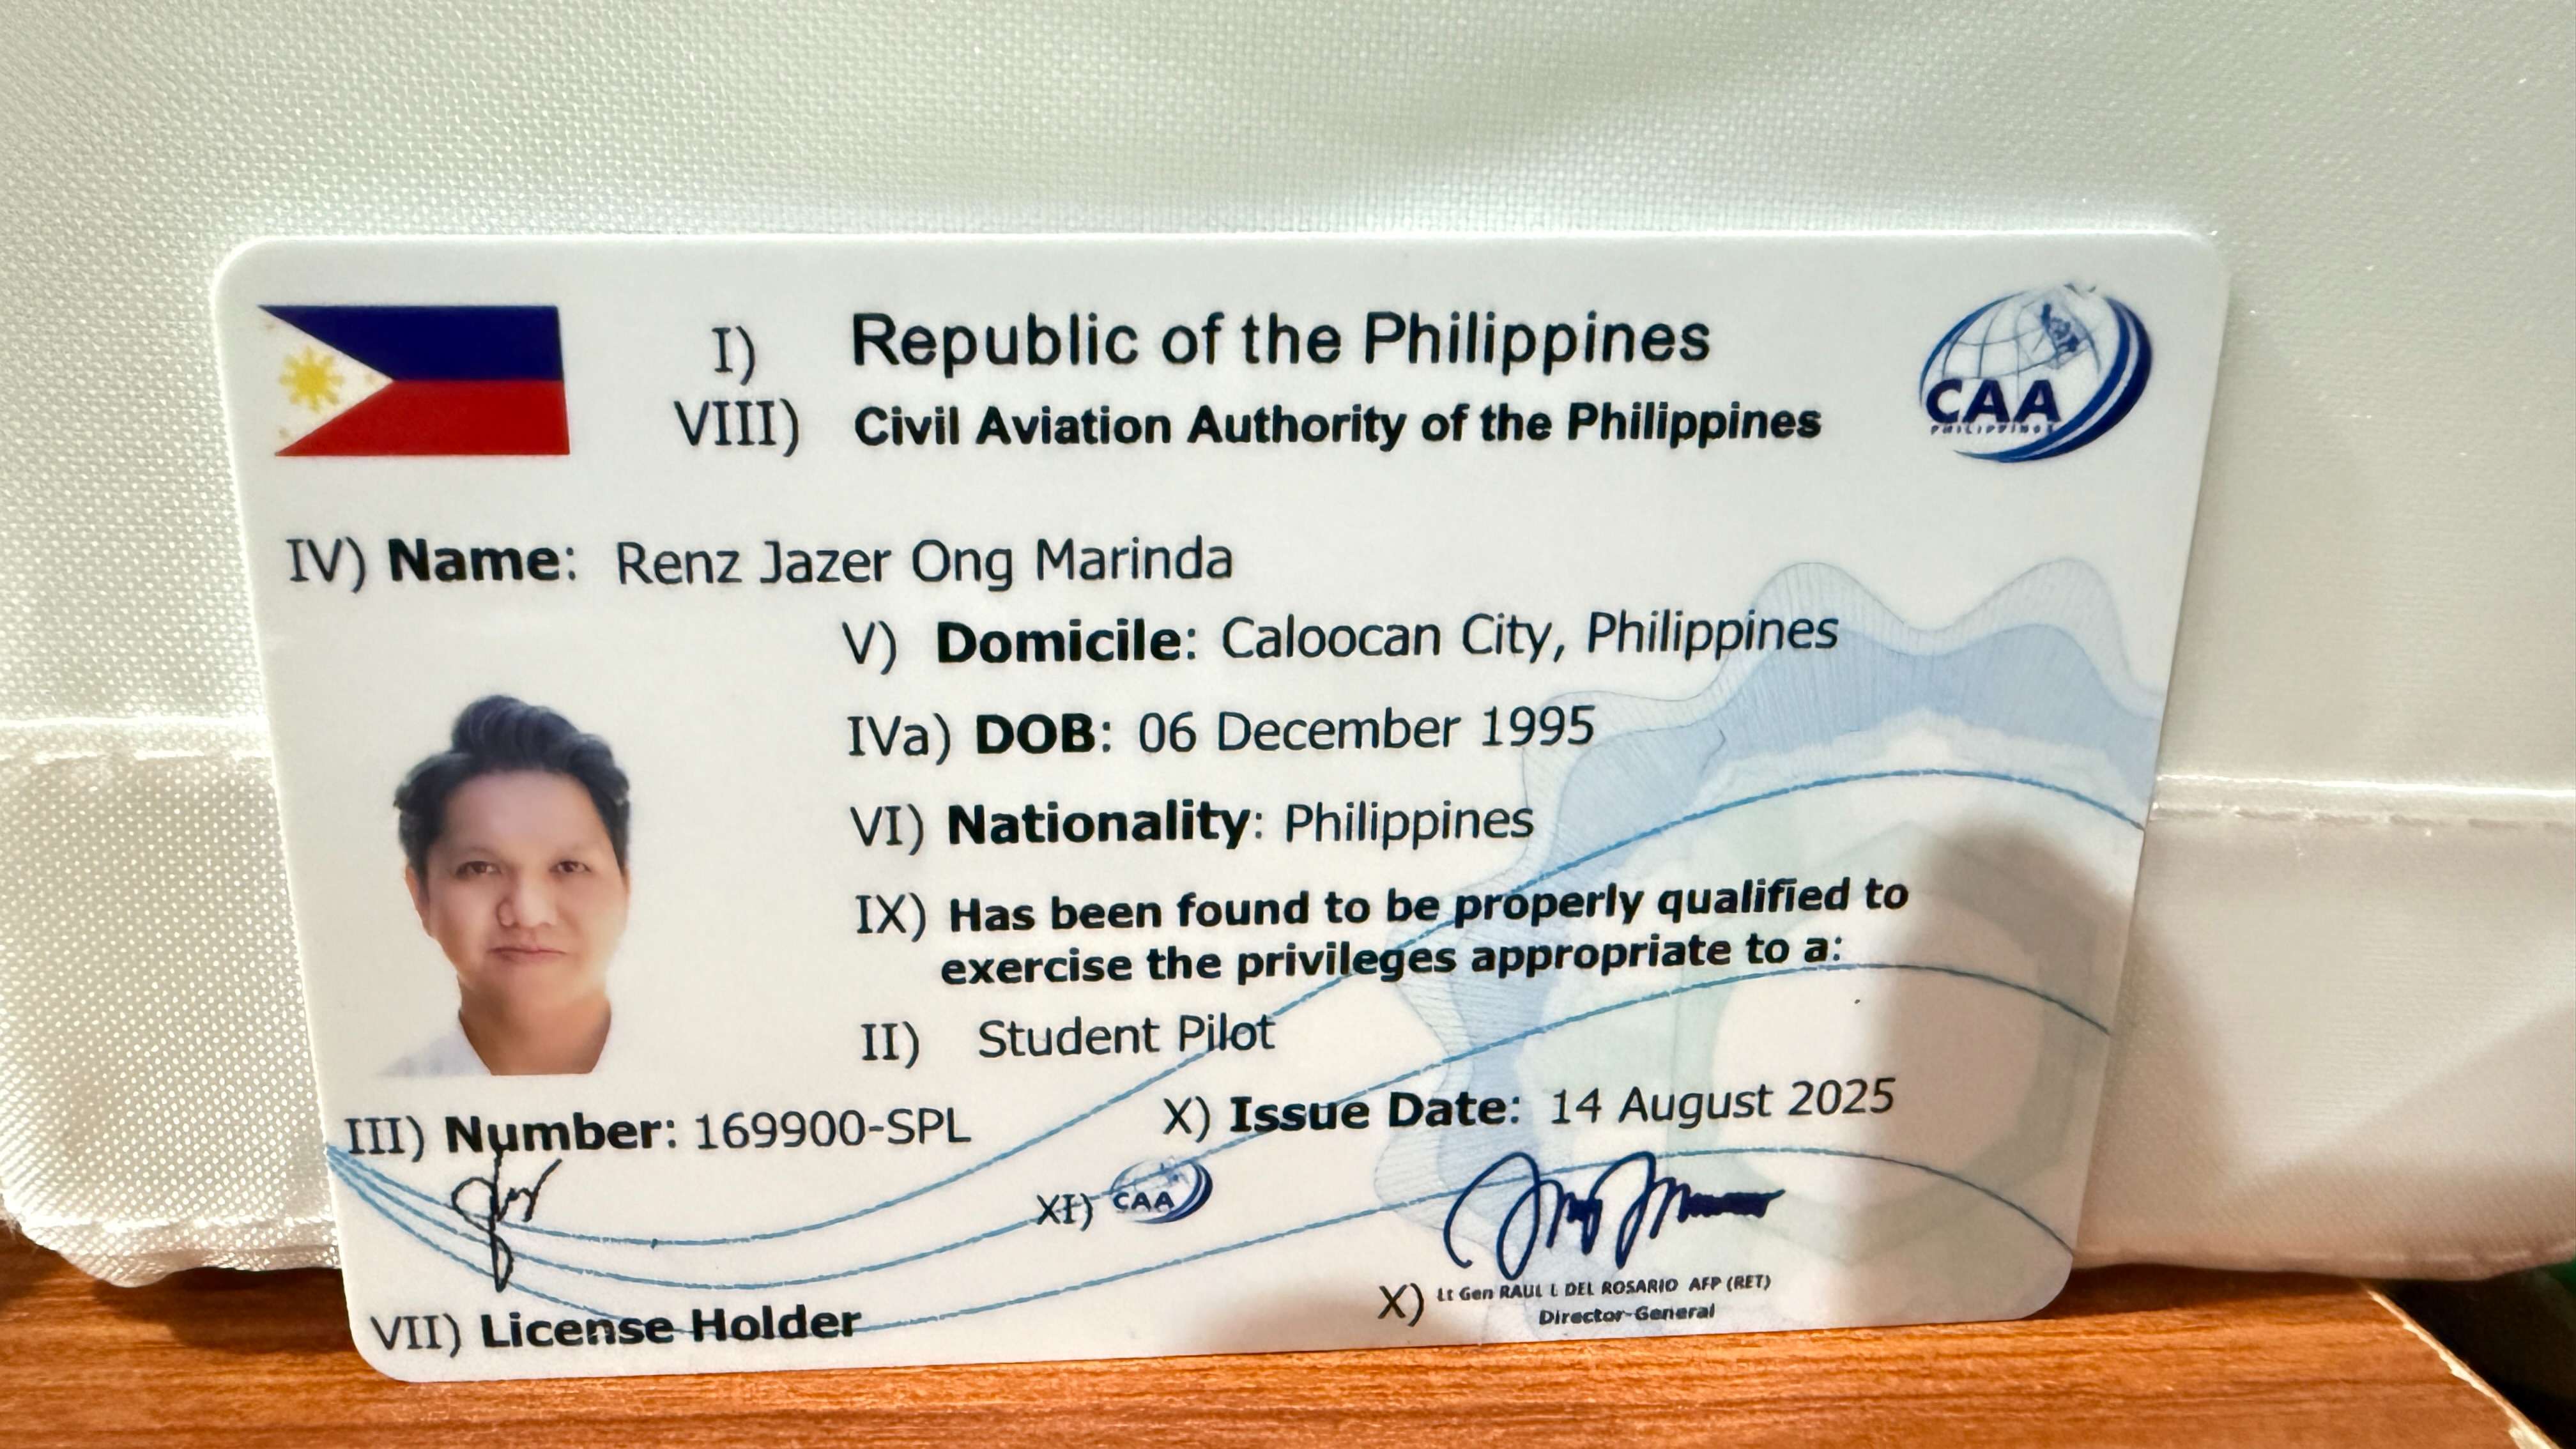 I) Republic of the Philippines
VIII) Civil Aviation Authority of the Philippines
CAA
PHILIPPINES
IV) Name: Renz Jazer Ong Marinda
V) Domicile: Caloocan City, Philippines
IVa) DOB: 06 December 1995
VI) Nationality: Philippines
IX) Has been found to be properly qualified to
exercise the privileges appropriate to a:
II) Student Pilot
III) Number: 169900-SPL
X) Issue Date: 14 August 2025
XI) CAA
X) Lt Gen RAUL L DEL ROSARIO AFP (RET)
Director-General
VII) License Holder